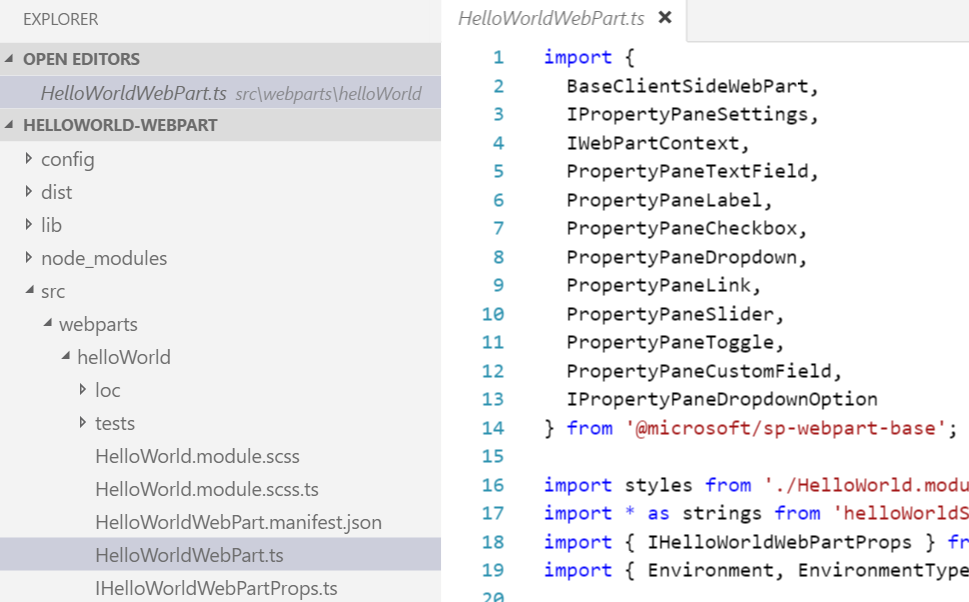 EXPLORER
OPEN EDITORS
HelloWorldWebPart.ts src\webparts\helloWorld
HELLOWORLD-WEBPART
config
dist
lib
node_modules
src
webparts
helloWorld
loc
tests
HelloWorld.module.scss
HelloWorld.module.scss.ts
HelloWorldWebPart.manifest.json
HelloWorldWebPart.ts
IHelloWorldWebPartProps.ts
HelloWorldWebPart.ts ×
1 import {
2 BaseClientSideWebPart,
3 IPropertyPaneSettings,
4 IWebPartContext,
5 PropertyPaneTextField,
6 PropertyPaneLabel,
7 PropertyPaneCheckbox,
8 PropertyPaneDropdown,
9 PropertyPaneLink,
10 PropertyPaneSlider,
11 PropertyPaneToggle,
12 PropertyPaneCustomField,
13 IPropertyPaneDropdownOption
14 } from '@microsoft/sp-webpart-base';
15
16 import styles from './HelloWorld.modu
17 import * as strings from 'helloWorldS
18 import { IHelloWorldWebPartProps } fr
19 import { Environment, EnvironmentType
20